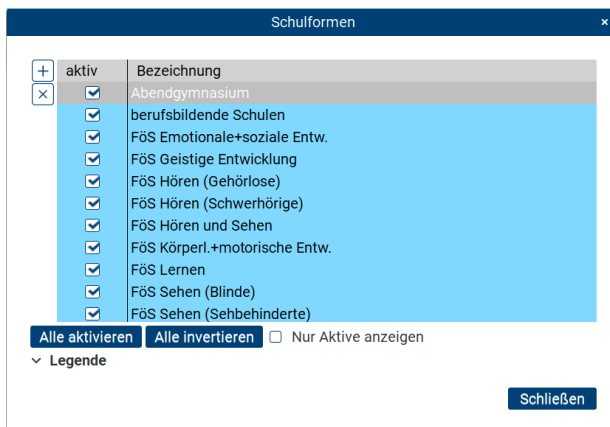 Schulformen ×
+ aktiv Bezeichnung
× Abendgymnasium
berufsbildende Schulen
FöS Emotionale+soziale Entw.
FöS Geistige Entwicklung
FöS Hören (Gehörlose)
FöS Hören (Schwerhörige)
FöS Hören und Sehen
FöS Körperl.+motorische Entw.
FöS Lernen
FöS Sehen (Blinde)
FöS Sehen (Sehbehinderte)
Alle aktivieren Alle invertieren Nur Aktive anzeigen
Legende
Schließen